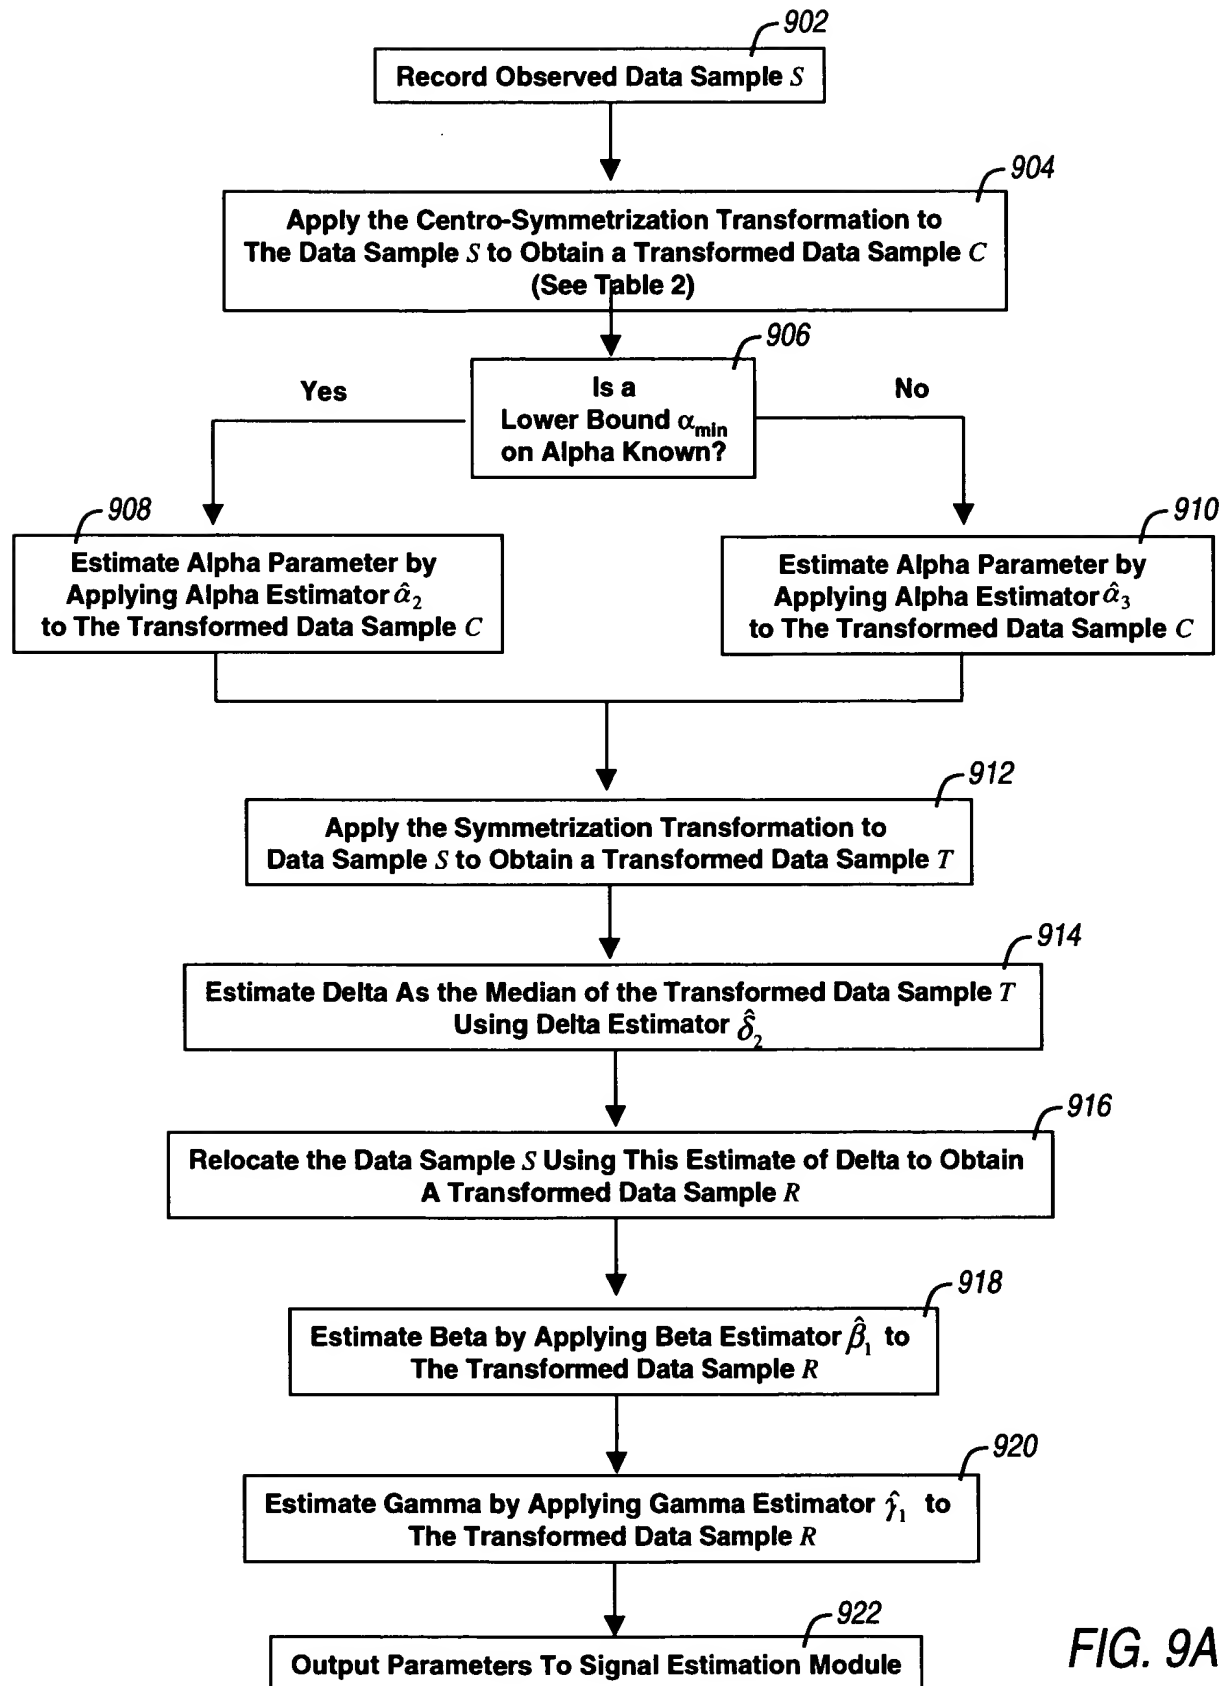 902
Record Observed Data Sample S
904
Apply the Centro-Symmetrization Transformation to
The Data Sample S to Obtain a Transformed Data Sample C
(See Table 2)
906
Is a
Lower Bound α_min
on Alpha Known?
Yes
No
908
Estimate Alpha Parameter by
Applying Alpha Estimator α̂₂
to The Transformed Data Sample C
910
Estimate Alpha Parameter by
Applying Alpha Estimator α̂₃
to The Transformed Data Sample C
912
Apply the Symmetrization Transformation to
Data Sample S to Obtain a Transformed Data Sample T
914
Estimate Delta As the Median of the Transformed Data Sample T
Using Delta Estimator δ̂₂
916
Relocate the Data Sample S Using This Estimate of Delta to Obtain
A Transformed Data Sample R
918
Estimate Beta by Applying Beta Estimator β̂₁ to
The Transformed Data Sample R
920
Estimate Gamma by Applying Gamma Estimator γ̂₁ to
The Transformed Data Sample R
922
Output Parameters To Signal Estimation Module
FIG. 9A